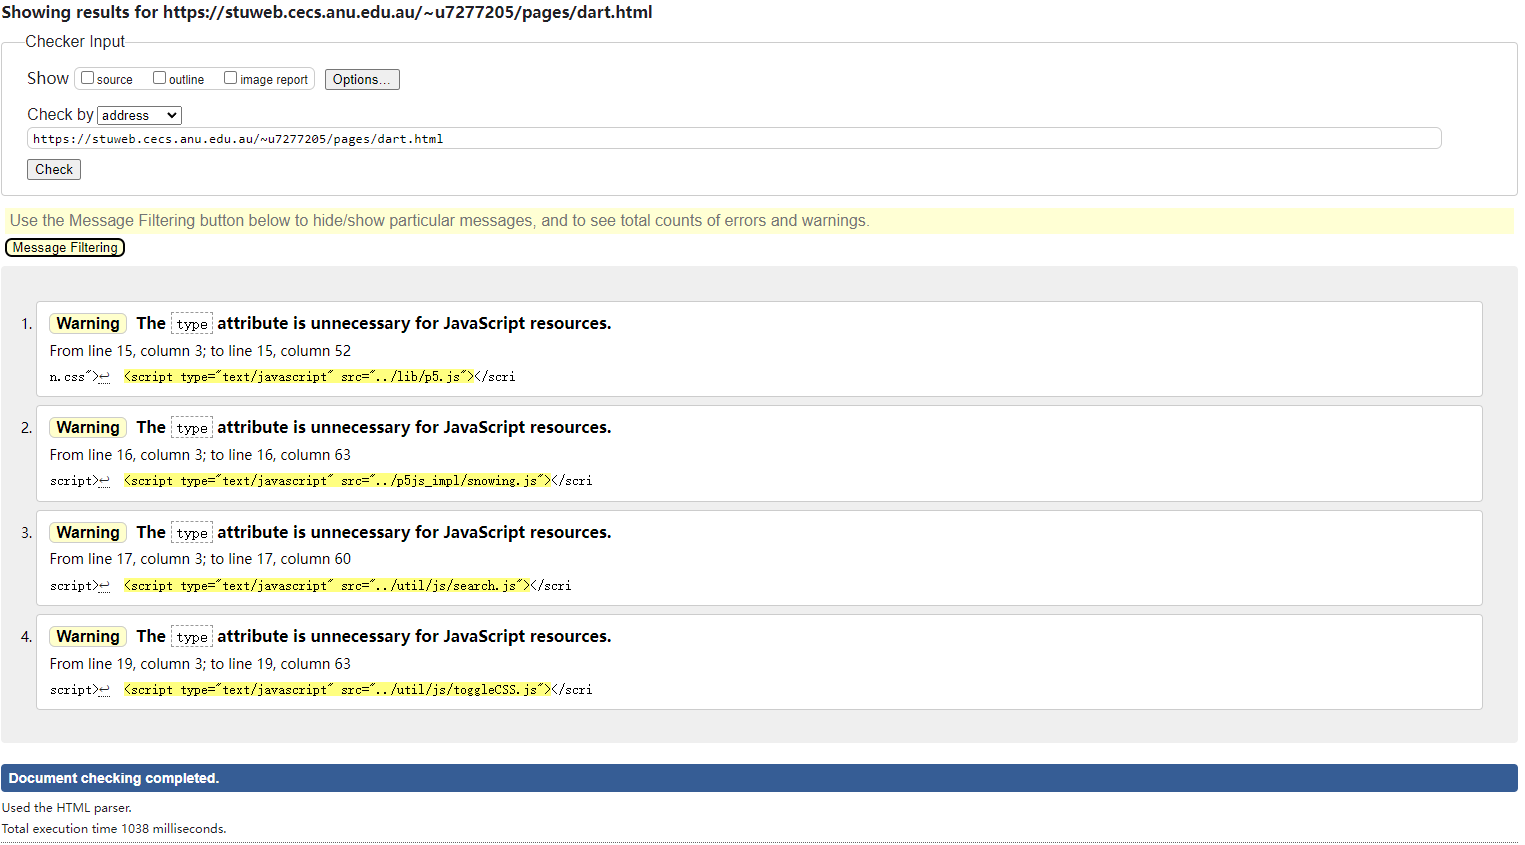 Showing results for https://stuweb.cecs.anu.edu.au/~u7277205/pages/dart.html
Checker Input
Show source outline image report Options...
Check by address
https://stuweb.cecs.anu.edu.au/~u7277205/pages/dart.html
Check
Use the Message Filtering button below to hide/show particular messages, and to see total counts of errors and warnings.
Message Filtering
1. Warning The type attribute is unnecessary for JavaScript resources.
From line 15, column 3; to line 15, column 52
n.css">↩ <script type="text/javascript" src="../lib/p5.js"></scri
2. Warning The type attribute is unnecessary for JavaScript resources.
From line 16, column 3; to line 16, column 63
script>↩ <script type="text/javascript" src="../p5js_impl/snowing.js"></scri
3. Warning The type attribute is unnecessary for JavaScript resources.
From line 17, column 3; to line 17, column 60
script>↩ <script type="text/javascript" src="../util/js/search.js"></scri
4. Warning The type attribute is unnecessary for JavaScript resources.
From line 19, column 3; to line 19, column 63
script>↩ <script type="text/javascript" src="../util/js/toggleCSS.js"></scri
Document checking completed.
Used the HTML parser.
Total execution time 1038 milliseconds.